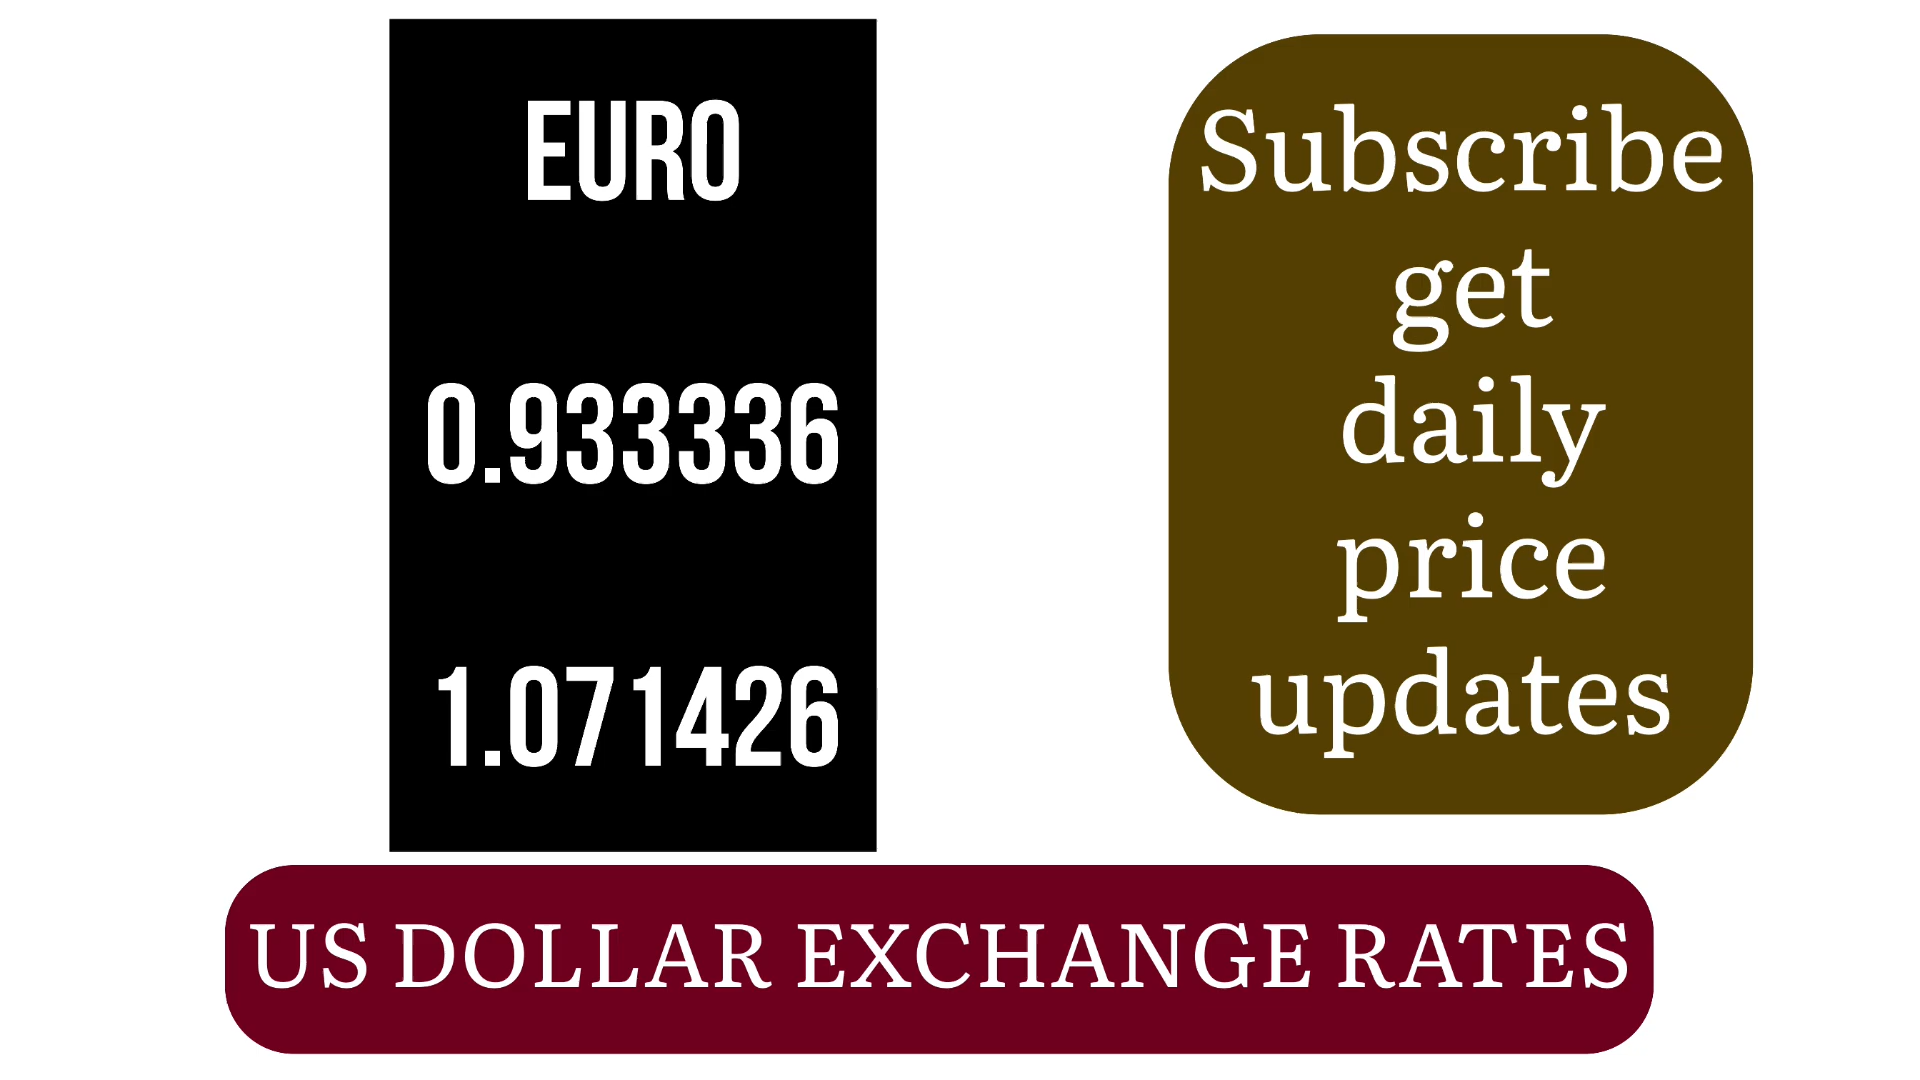 EURO
0.933336
1.071426
Subscribe
get
daily
price
updates
US DOLLAR EXCHANGE RATES